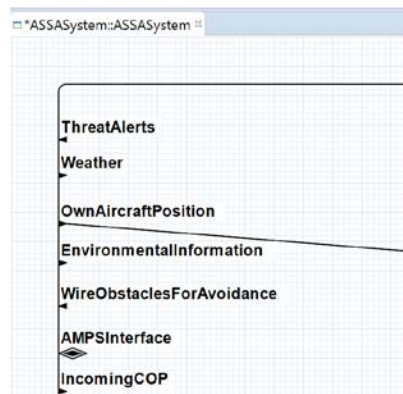 *ASSASystem::ASSASystem
ThreatAlerts
Weather
OwnAircraftPosition
EnvironmentalInformation
WireObstaclesForAvoidance
AMPSInterface
IncomingCOP